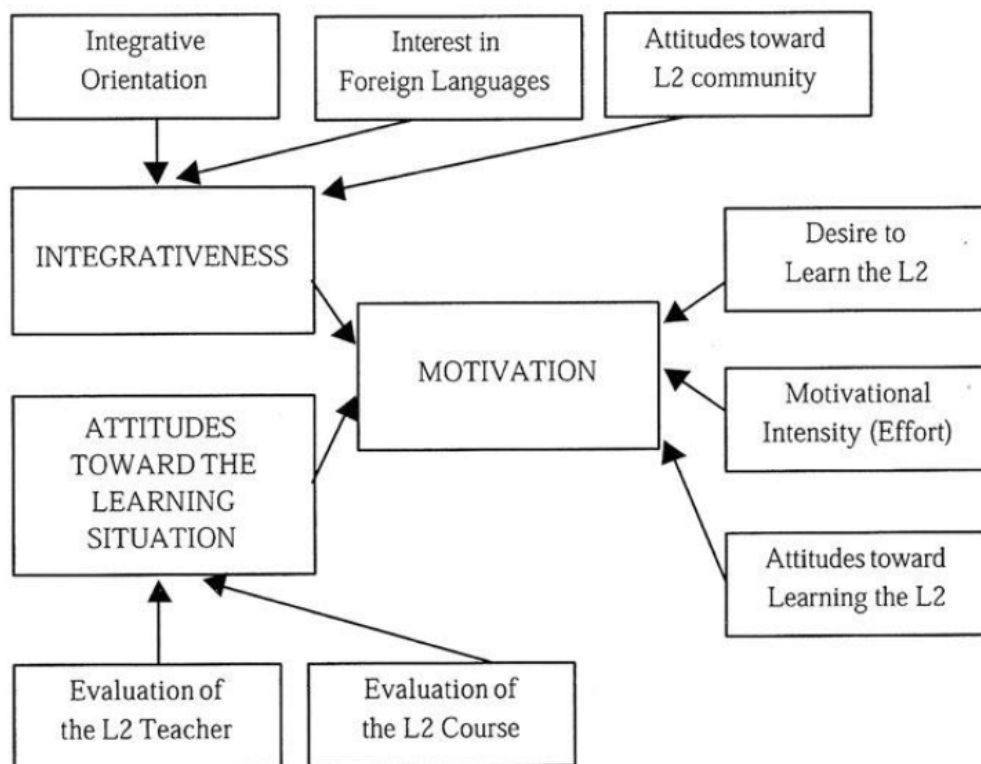 Integrative
Orientation
Interest in
Foreign Languages
Attitudes toward
L2 community
INTEGRATIVENESS
Desire to
Learn the L2
MOTIVATION
Motivational
Intensity (Effort)
ATTITUDES
TOWARD THE
LEARNING
SITUATION
Attitudes toward
Learning the L2
Evaluation of
the L2 Teacher
Evaluation of
the L2 Course